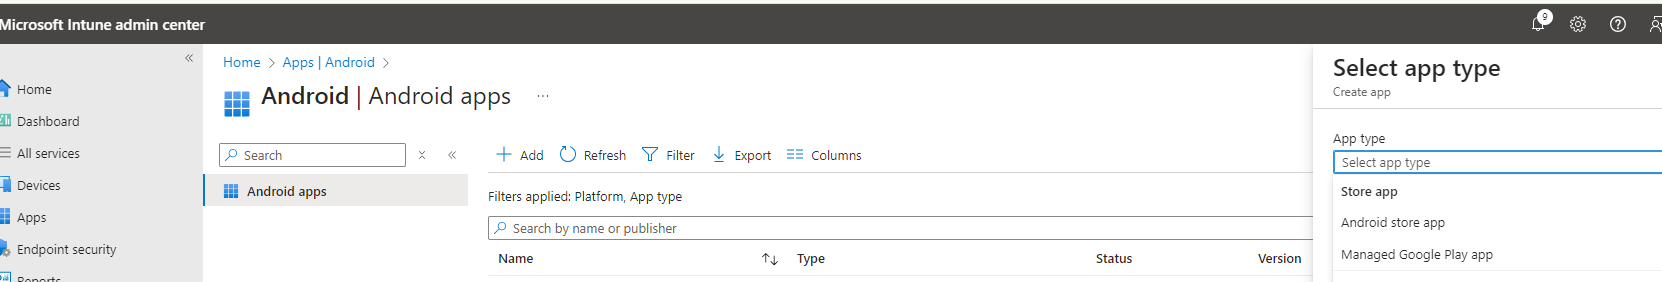 Microsoft Intune admin center
9
Home
Dashboard
All services
Devices
Apps
Endpoint security
Reports
Home > Apps | Android >
Android | Android apps ...
Search
Android apps
Add Refresh Filter Export Columns
Filters applied: Platform, App type
Search by name or publisher
Name Type Status Version
Select app type
Create app
App type
Select app type
Store app
Android store app
Managed Google Play app